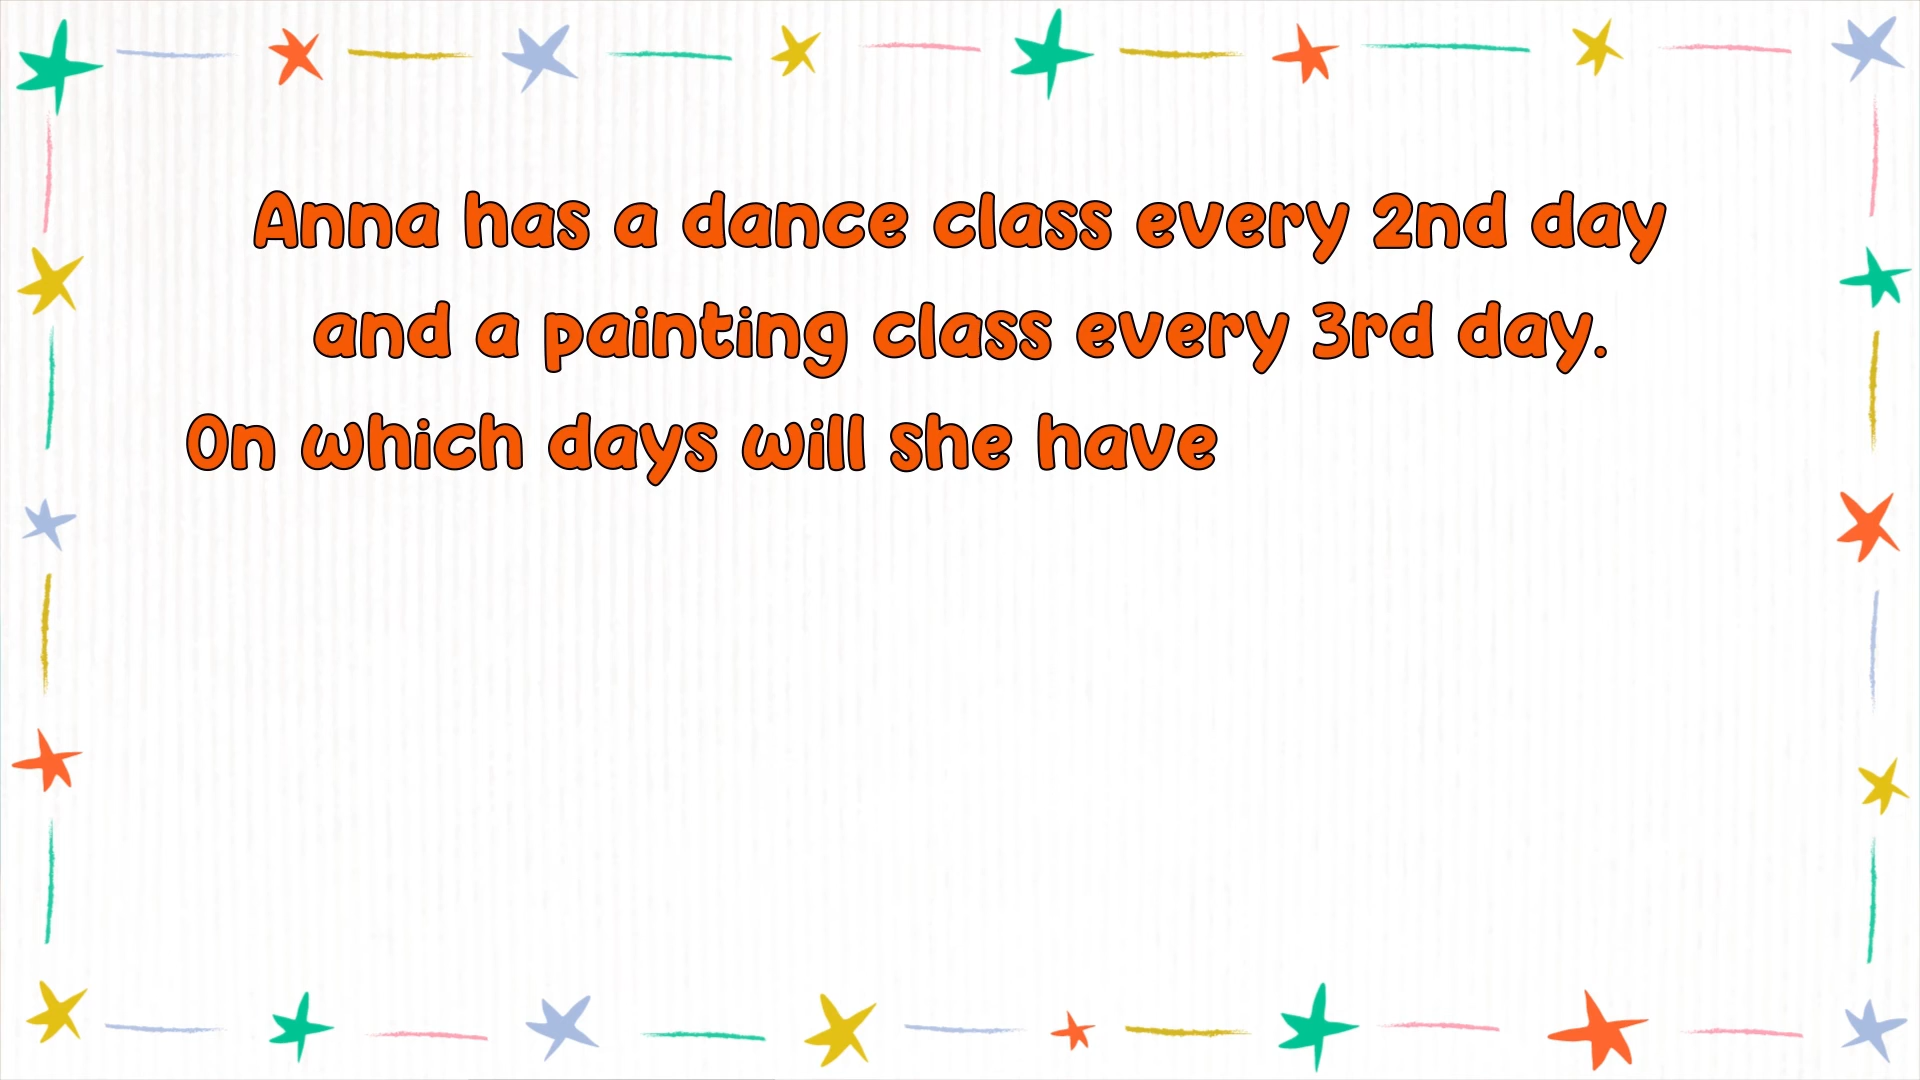 Anna has a dance class every 2nd day
and a painting class every 3rd day.
On which days will she have